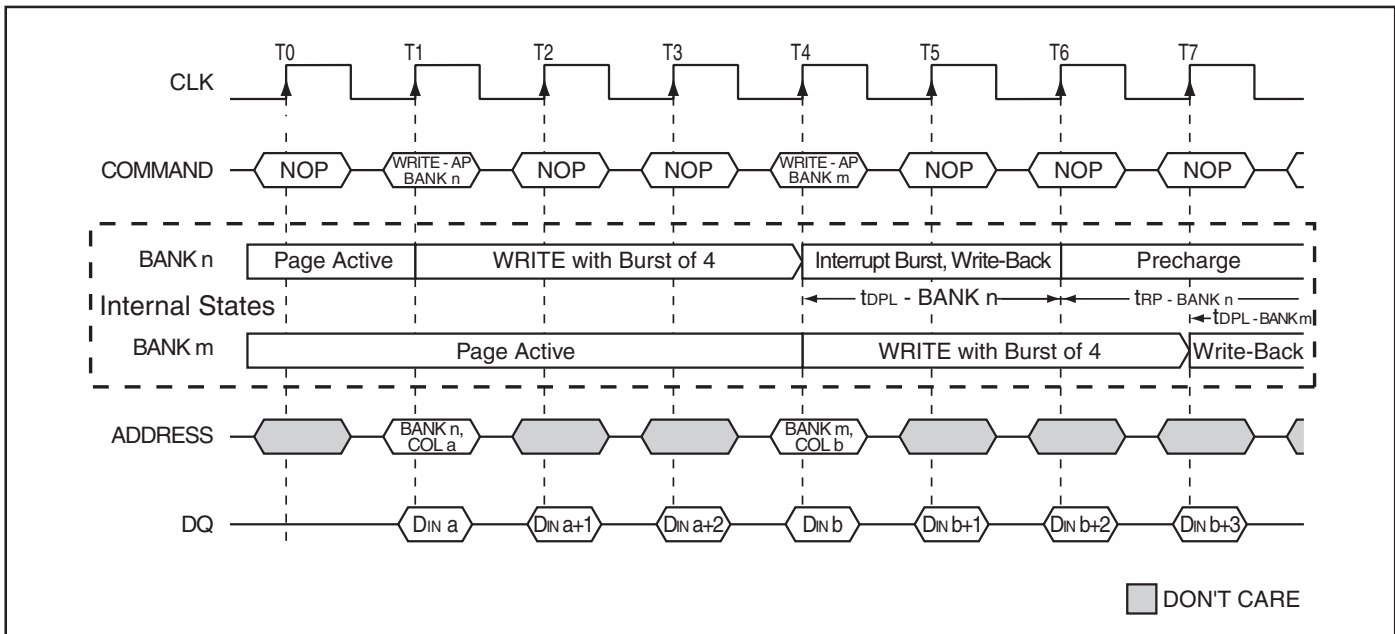 T0 T1 T2 T3 T4 T5 T6 T7
CLK
COMMAND NOP WRITE - AP NOP NOP WRITE - AP NOP NOP NOP
BANK n BANK m
BANK n Page Active WRITE with Burst of 4 Interrupt Burst, Write-Back Precharge
Internal States tDPL - BANK n tRP - BANK n
tDPL - BANK m
BANK m Page Active WRITE with Burst of 4 Write-Back
ADDRESS BANK n, BANK m,
COL a COL b
DQ DIN a DIN a+1 DIN a+2 DIN b DIN b+1 DIN b+2 DIN b+3
DON'T CARE